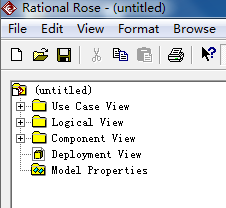 Rational Rose - (untitled)
File Edit View Format Browse
(untitled)
Use Case View
Logical View
Component View
Deployment View
Model Properties